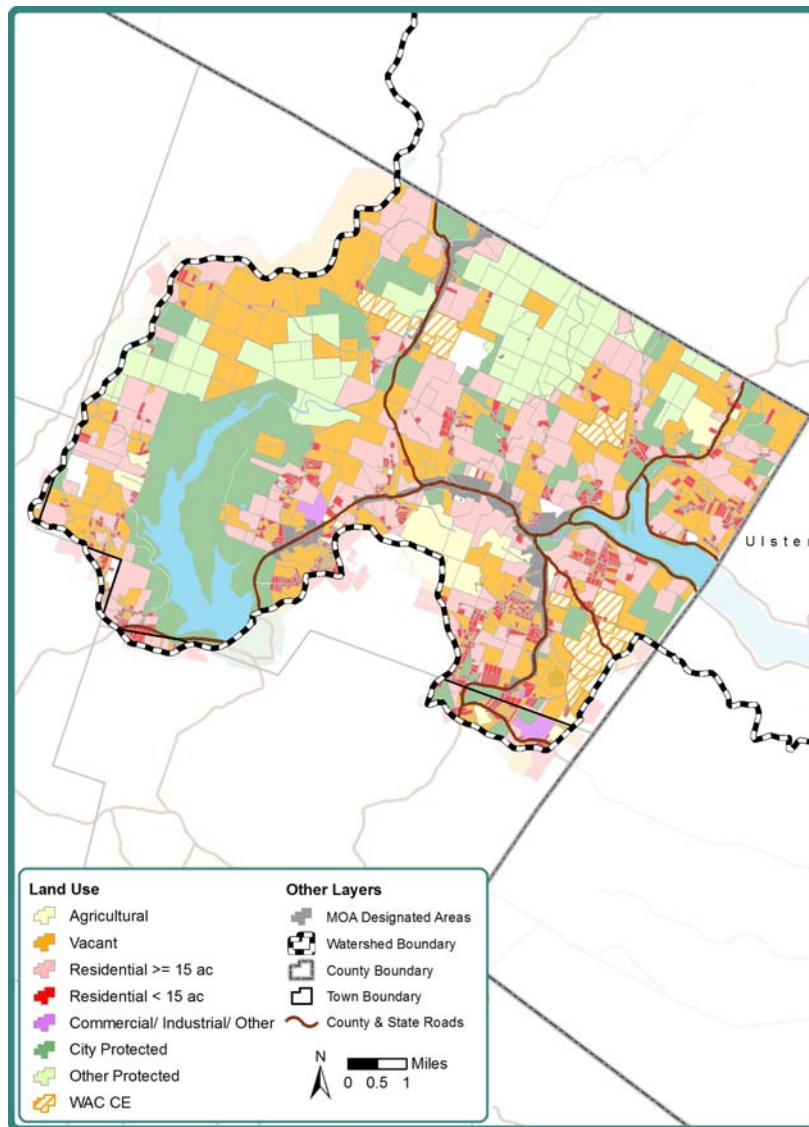 Ulster
Land Use
Agricultural
Vacant
Residential >= 15 ac
Residential < 15 ac
Commercial/ Industrial/ Other
City Protected
Other Protected
WAC CE
Other Layers
MOA Designated Areas
Watershed Boundary
County Boundary
Town Boundary
County & State Roads
N
Miles
0 0.5 1